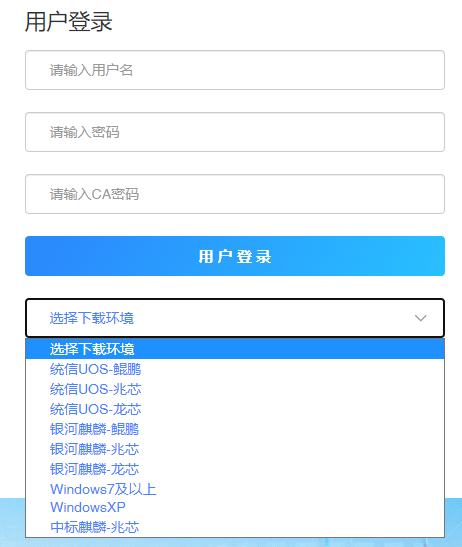 用户登录
请输入用户名
请输入密码
请输入CA密码
用户登录
选择下载环境
选择下载环境
统信UOS-鲲鹏
统信UOS-兆芯
统信UOS-龙芯
银河麒麟-鲲鹏
银河麒麟-兆芯
银河麒麟-龙芯
Windows7及以上
WindowsXP
中标麒麟-兆芯